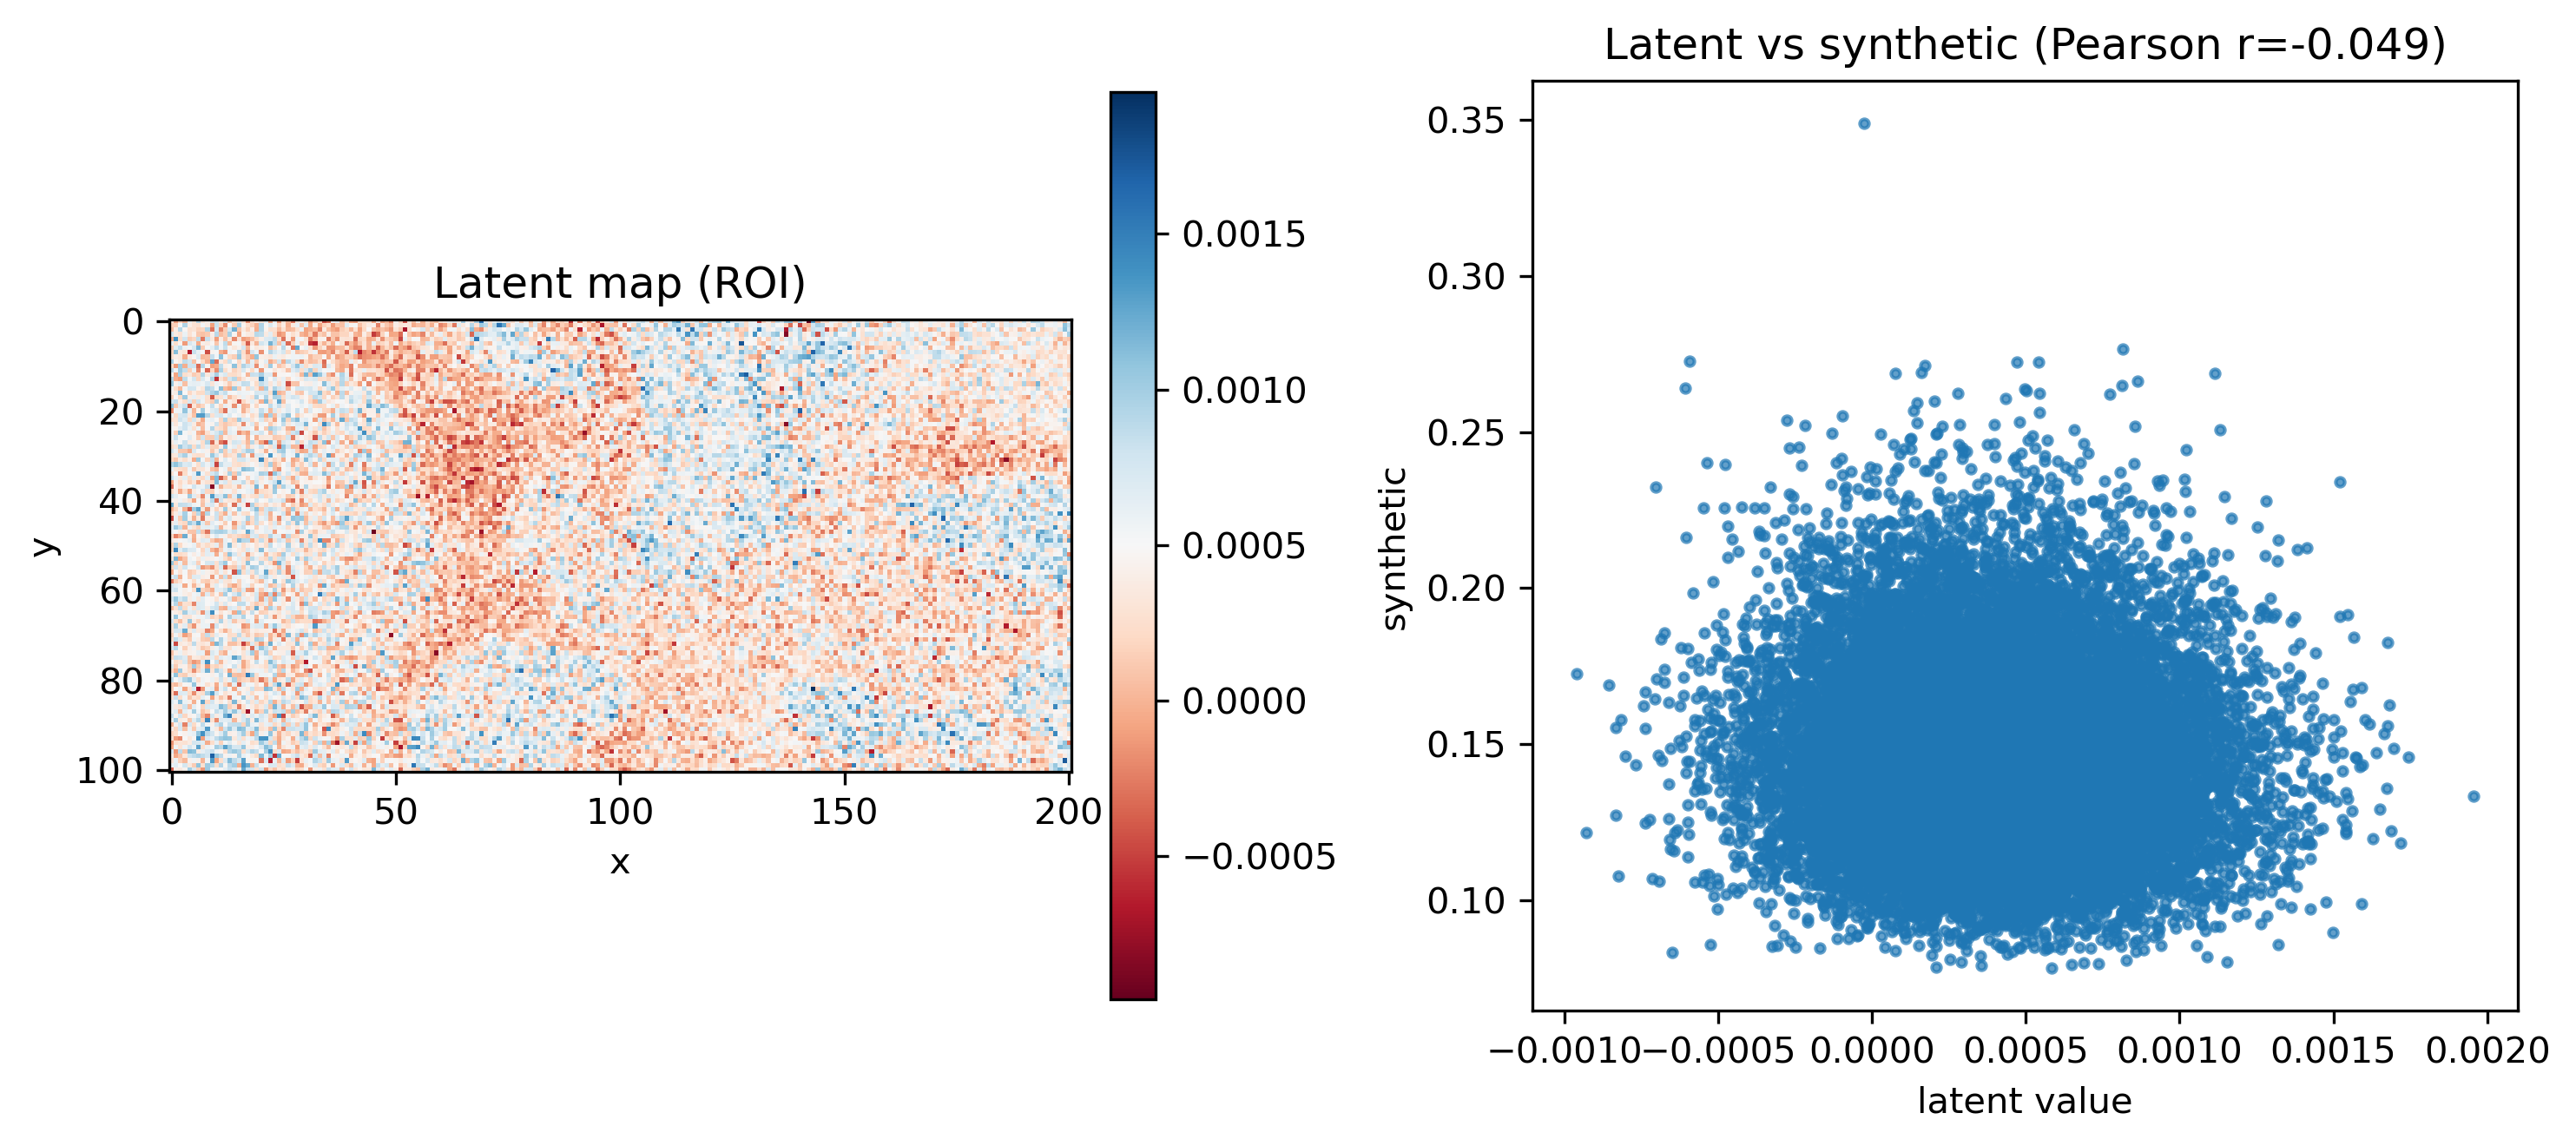 Latent map (ROI)
0
20
40
60
80
100
y
0 50 100 150 200
x
0.0015
0.0010
0.0005
0.0000
−0.0005
Latent vs synthetic (Pearson r=-0.049)
0.35
0.30
0.25
0.20
0.15
0.10
synthetic
−0.0010 −0.0005 0.0000 0.0005 0.0010 0.0015 0.0020
latent value